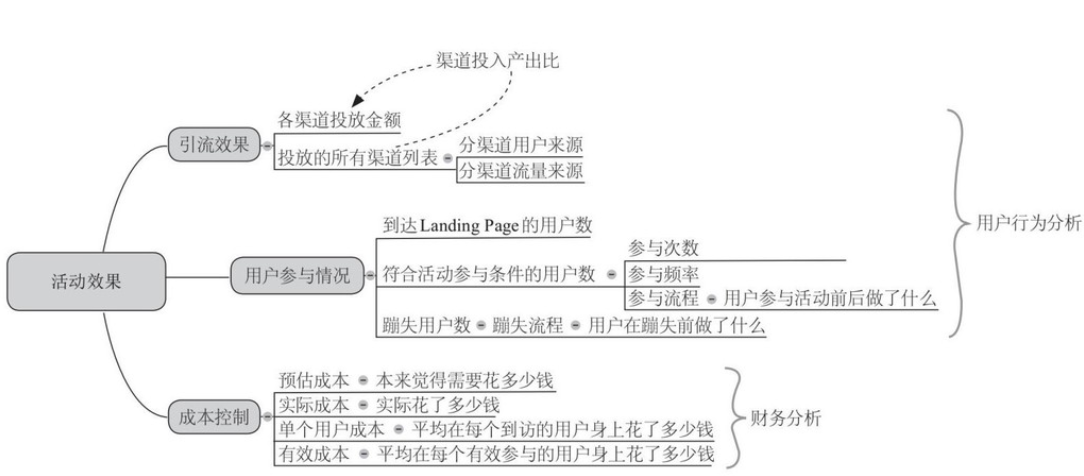 渠道投入产出比
各渠道投放金额
引流效果
投放的所有渠道列表
分渠道用户来源
分渠道流量来源
用户行为分析
到达Landing Page的用户数
活动效果
用户参与情况
符合活动参与条件的用户数
参与次数
参与频率
参与流程
用户参与活动前后做了什么
蹦失用户数
蹦失流程
用户在蹦失前做了什么
成本控制
预估成本
本来觉得需要花多少钱
实际成本
实际花了多少钱
单个用户成本
平均在每个到访的用户身上花了多少钱
有效成本
平均在每个有效参与的用户身上花了多少钱
财务分析